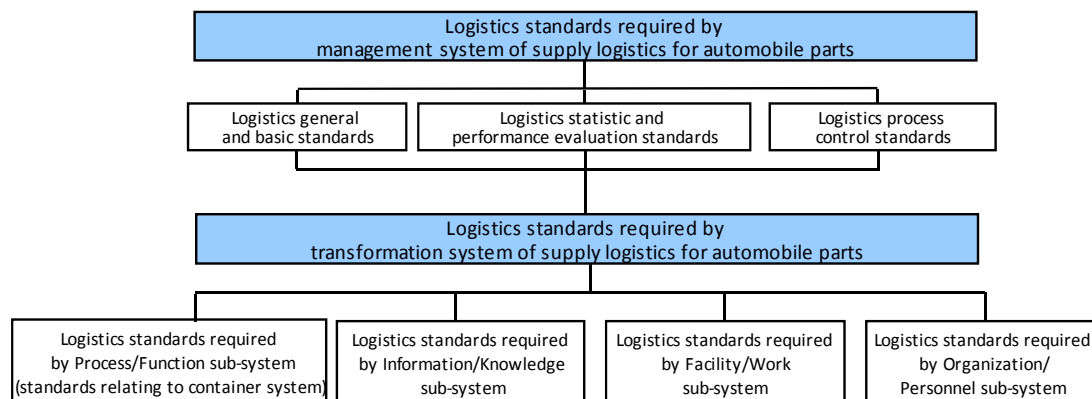 Logistics standards required by
management system of supply logistics for automobile parts
Logistics general
and basic standards
Logistics statistic and
performance evaluation standards
Logistics process
control standards
Logistics standards required by
transformation system of supply logistics for automobile parts
Logistics standards required
by Process/Function sub-system
(standards relating to container system)
Logistics standards required
by Information/Knowledge
sub-system
Logistics standards required
by Facility/Work
sub-system
Logistics standards required
by Organization/
Personnel sub-system